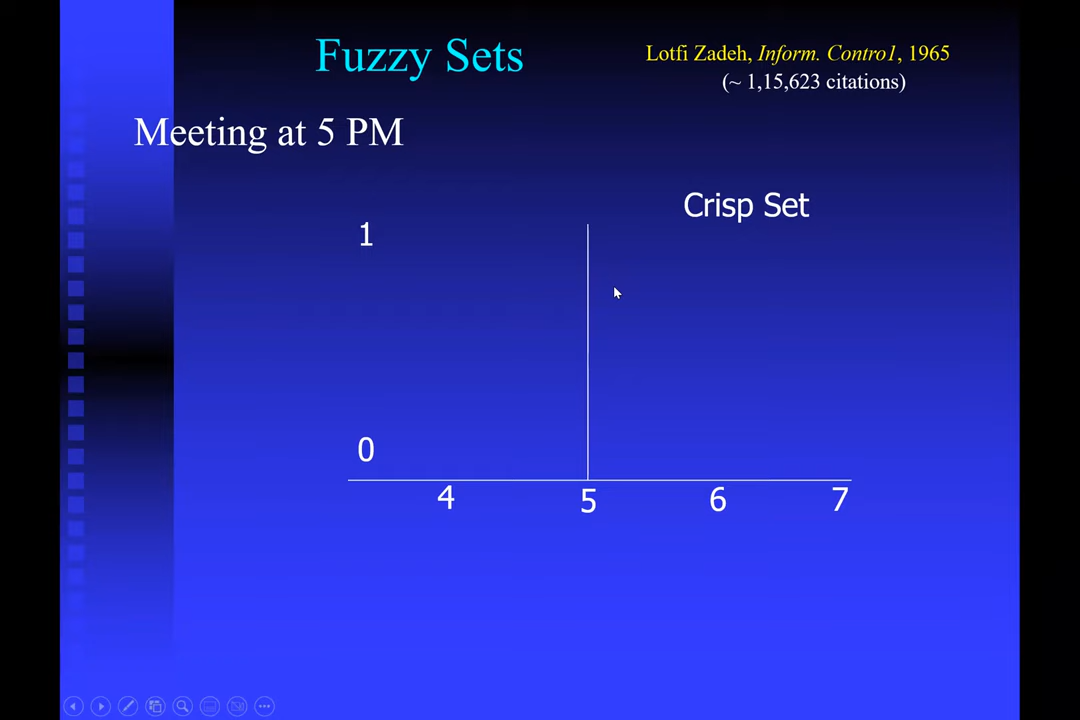 Fuzzy Sets
Lotfi Zadeh, Inform. Contro1, 1965
(~ 1,15,623 citations)
Meeting at 5 PM
Crisp Set
1
0
4 5 6 7